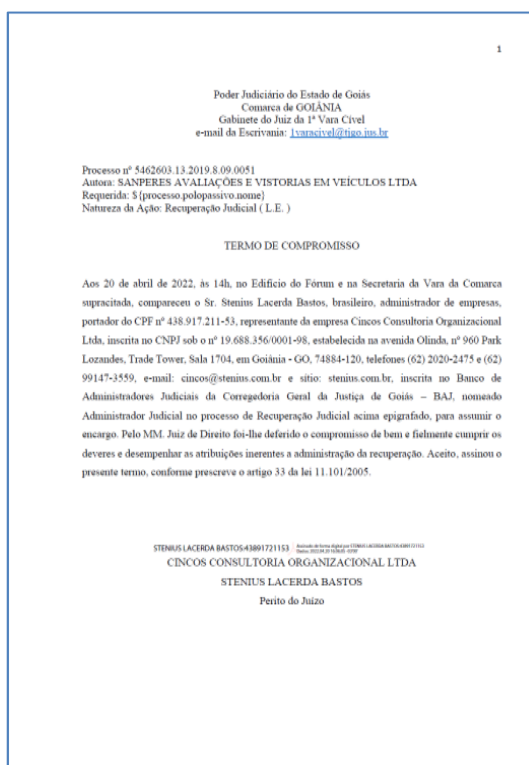 1
Poder Judiciário do Estado de Goiás
Comarca de GOIÂNIA
Gabinete do Juiz da 1ª Vara Cível
e-mail da Escrivania: 1varacivel@tjgo.jus.br
Processo nº 5462603.13.2019.8.09.0051
Autora: SANPERES AVALIAÇÕES E VISTORIAS EM VEÍCULOS LTDA
Requerida: ${processo.polopassivo.nome}
Natureza da Ação: Recuperação Judicial ( L.E. )
TERMO DE COMPROMISSO
Aos 20 de abril de 2022, às 14h, no Edifício do Fórum e na Secretaria da Vara da Comarca
supracitada, compareceu o Sr. Stenius Lacerda Bastos, brasileiro, administrador de empresas,
portador do CPF nº 438.917.211-53, representante da empresa Cincos Consultoria Organizacional
Ltda, inscrita no CNPJ sob o nº 19.688.356/0001-98, estabelecida na avenida Olinda, nº 960 Park
Lozandes, Trade Tower, Sala 1704, em Goiânia - GO, 74884-120, telefones (62) 2020-2475 e (62)
99147-3559, e-mail: cincos@stenius.com.br e sítio: stenius.com.br, inscrita no Banco de
Administradores Judiciais da Corregedoria Geral da Justiça de Goiás – BAJ, nomeado
Administrador Judicial no processo de Recuperação Judicial acima epigrafado, para assumir o
encargo. Pelo MM. Juiz de Direito foi-lhe deferido o compromisso de bem e fielmente cumprir os
deveres e desempenhar as atribuições inerentes a administração da recuperação. Aceito, assinou o
presente termo, conforme prescreve o artigo 33 da lei 11.101/2005.
STENIUS LACERDA BASTOS:43891721153
Assinado de forma digital por STENIUS LACERDA BASTOS:43891721153
CINCOS CONSULTORIA ORGANIZACIONAL LTDA
STENIUS LACERDA BASTOS
Perito do Juízo